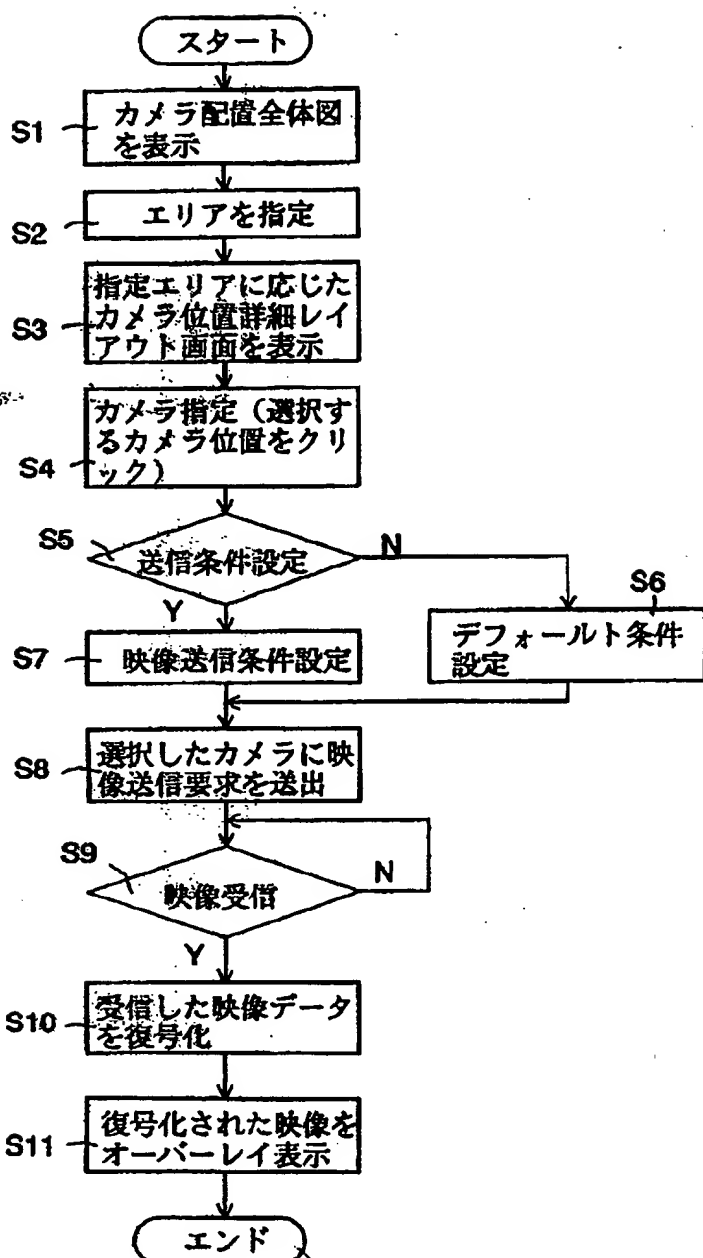 スタート
S1
カメラ配置全体図
を表示
S2
エリアを指定
S3
指定エリアに応じた
カメラ位置詳細レイ
アウト画面を表示
S4
カメラ指定（選択す
るカメラ位置をクリ
ック）
S5
送信条件設定
N
Y
S6
デフォールト条件
設定
S7
映像送信条件設定
S8
選択したカメラに映
像送信要求を送出
S9
映像受信
N
Y
S10
受信した映像データ
を復号化
S11
復号化された映像を
オーバーレイ表示
エンド